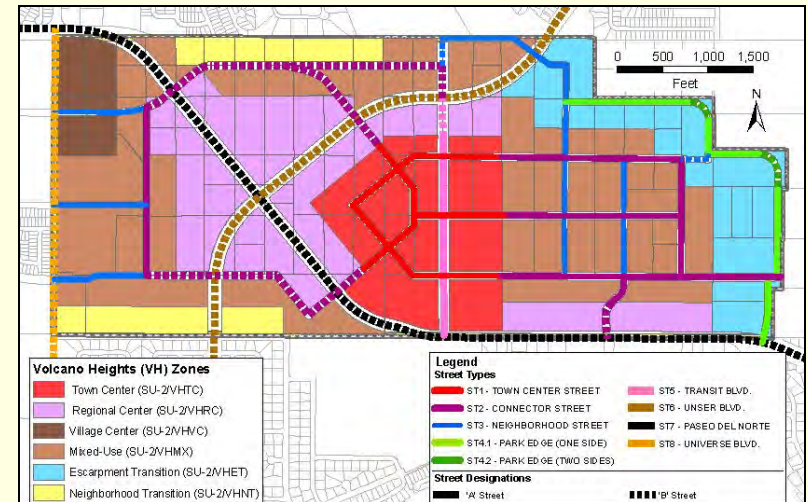 0 500 1,000 1,500
Feet
N
Volcano Heights (VH) Zones
Town Center (SU-2/VHTC)
Regional Center (SU-2/VHRC)
Village Center (SU-2/VHVC)
Mixed-Use (SU-2/VHMX)
Escarpment Transition (SU-2/VHET)
Neighborhood Transition (SU-2/VHNT)
Legend
Street Types
ST1 - TOWN CENTER STREET
ST2 - CONNECTOR STREET
ST3 - NEIGHBORHOOD STREET
ST4.1 - PARK EDGE (ONE SIDE)
ST4.2 - PARK EDGE (TWO SIDES)
ST5 - TRANSIT BLVD.
ST6 - UNSER BLVD.
ST7 - PASEO DEL NORTE
ST8 - UNIVERSE BLVD.
Street Designations
'A' Street
'B' Street